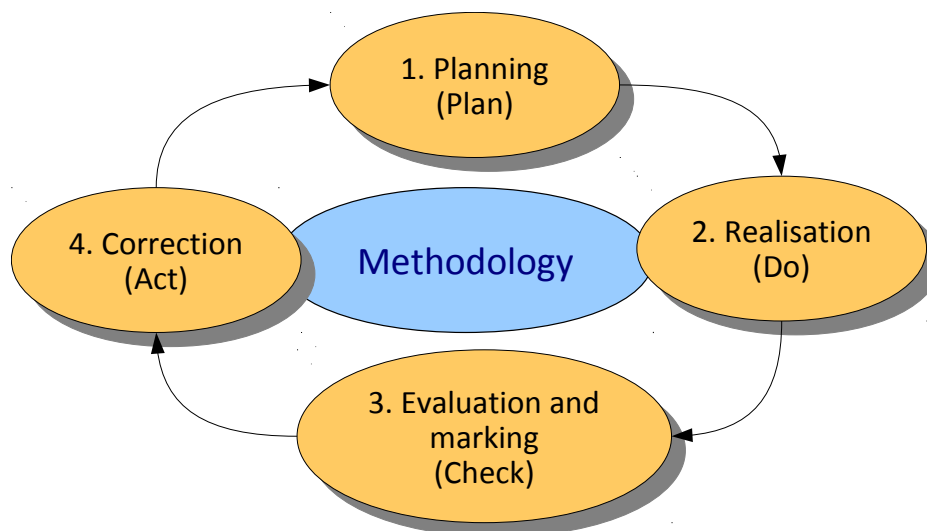 1. Planning
(Plan)
2. Realisation
(Do)
4. Correction
(Act)
Methodology
3. Evaluation and
marking
(Check)